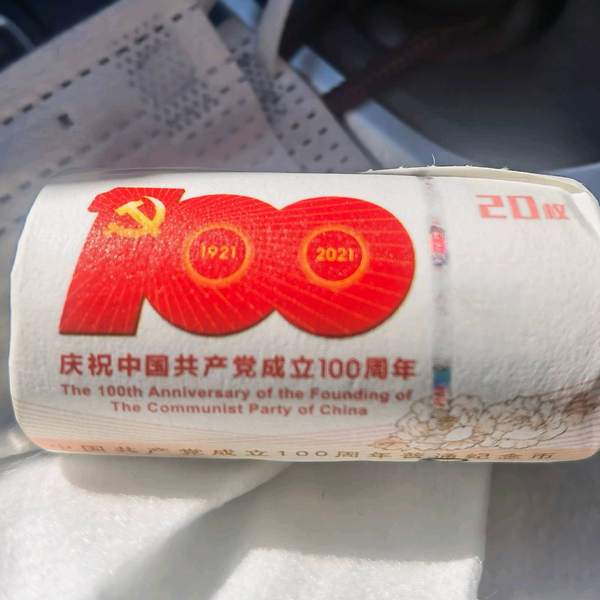 20枚
1921
2021
庆祝中国共产党成立100周年
The 100th Anniversary of the Founding of
The Communist Party of China
中国共产党成立100周年普通纪念币